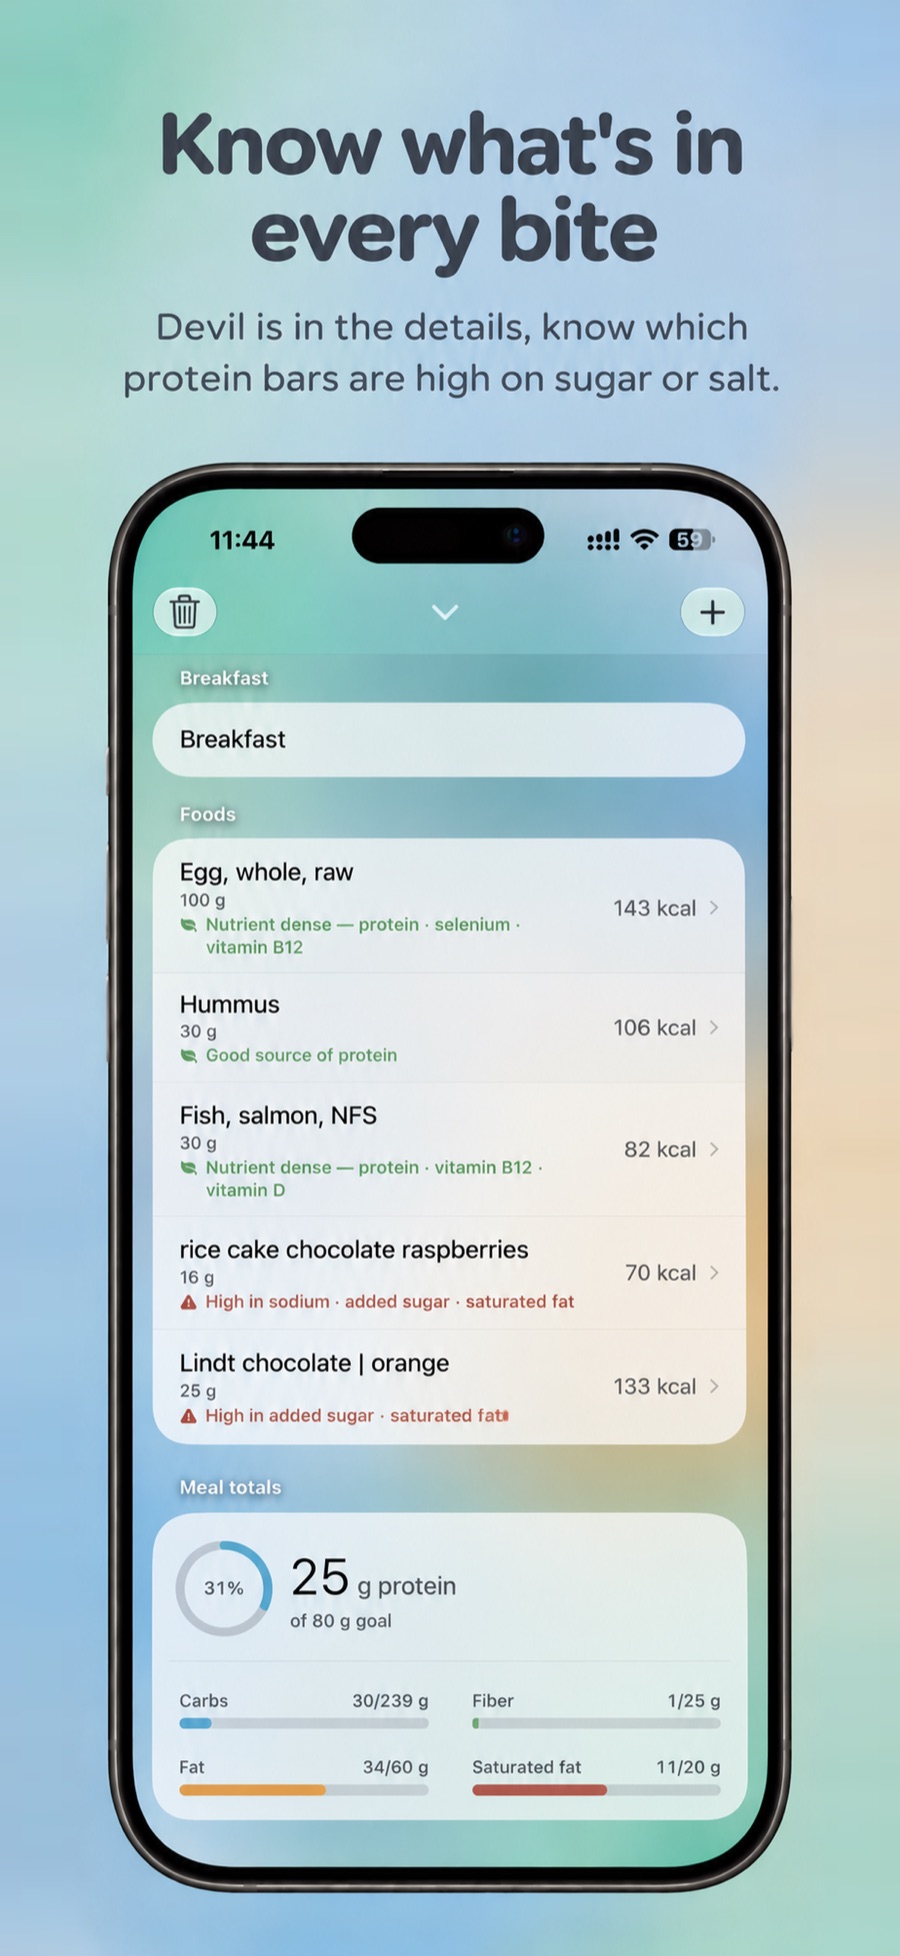 Know what's in
every bite
Devil is in the details, know which
protein bars are high on sugar or salt.
11:44
59
Breakfast
Breakfast
Foods
Egg, whole, raw
100 g
143 kcal
Nutrient dense — protein · selenium ·
vitamin B12
Hummus
30 g
106 kcal
Good source of protein
Fish, salmon, NFS
30 g
82 kcal
Nutrient dense — protein · vitamin B12 ·
vitamin D
rice cake chocolate raspberries
16 g
70 kcal
High in sodium · added sugar · saturated fat
Lindt chocolate | orange
25 g
133 kcal
High in added sugar · saturated fat
Meal totals
31%
25 g protein
of 80 g goal
Carbs 30/239 g
Fiber 1/25 g
Fat 34/60 g
Saturated fat 11/20 g